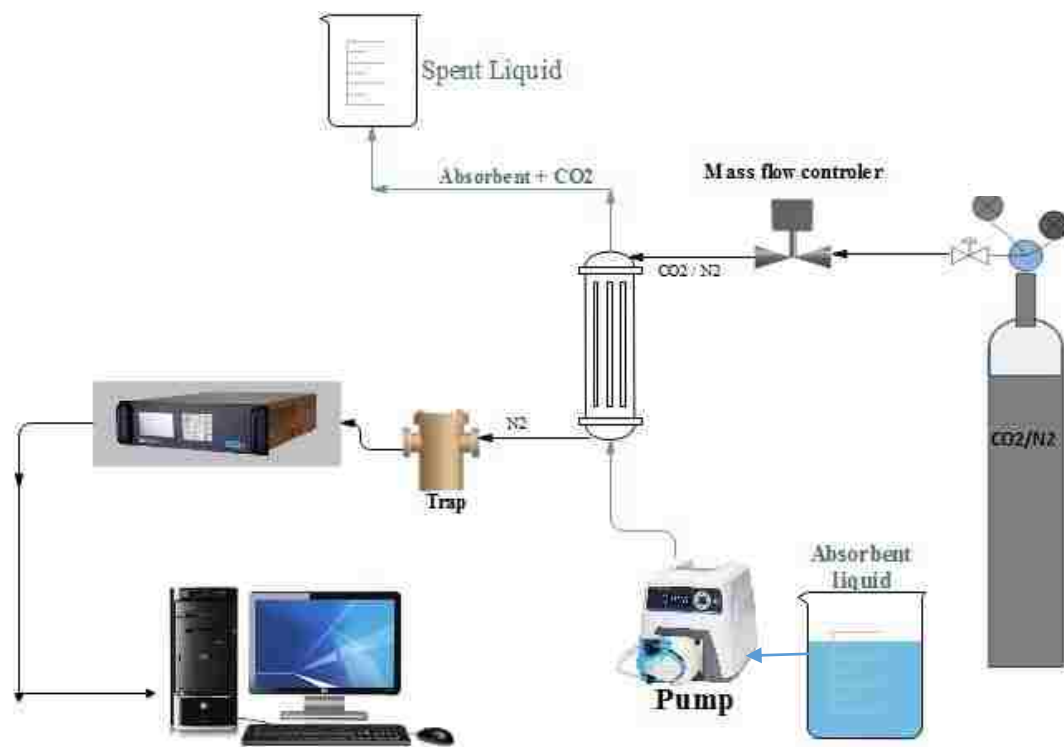 Spent Liquid
Absorbent + CO2
Mass flow controler
CO2 / N2
CO2/N2
N2
Trap
Absorbent
liquid
Pump